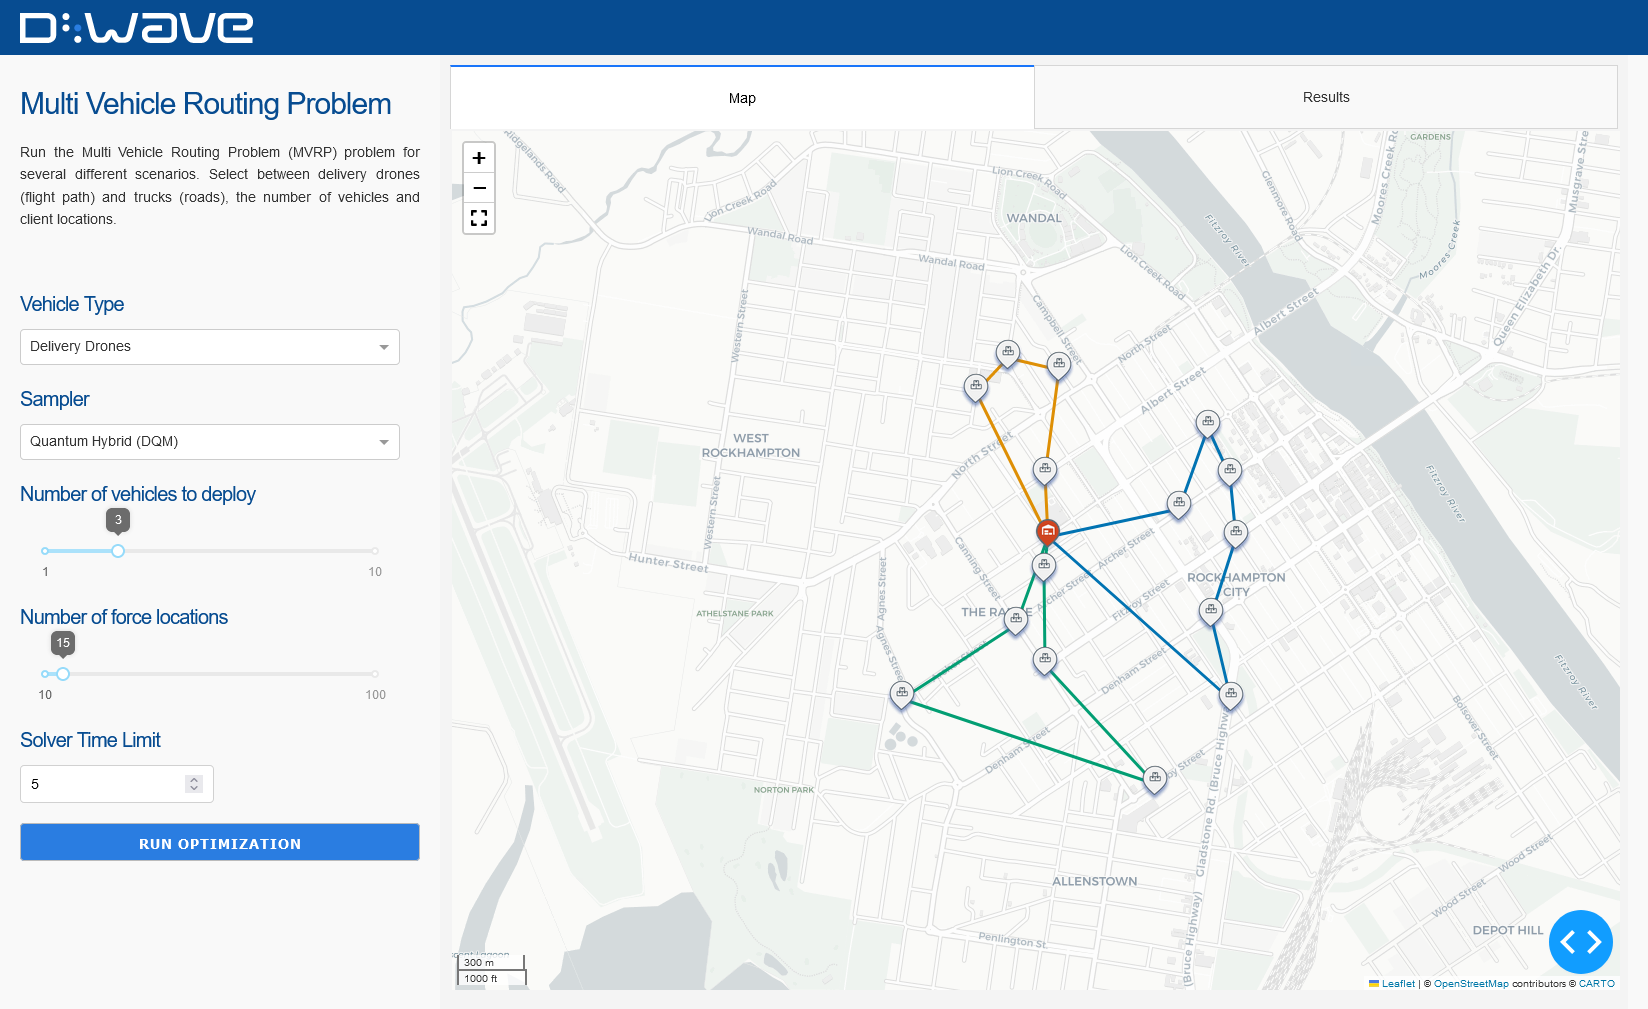 D:Wave
Multi Vehicle Routing Problem
Run the Multi Vehicle Routing Problem (MVRP) problem for
several different scenarios. Select between delivery drones
(flight path) and trucks (roads), the number of vehicles and
client locations.
Vehicle Type
Delivery Drones
Sampler
Quantum Hybrid (DQM)
Number of vehicles to deploy
3
1
10
Number of force locations
15
10
100
Solver Time Limit
5
RUN OPTIMIZATION
Map
Results
+
−
Ridgelands Road
Lion Creek Road
Wandal Road
Lion Creek Road
WANDAL
Wandal Road
Lion Creek Road
GARDENS
Glenmore Road
Moores Creek Road
Musgrave Street
Fitzroy River
Moores Creek
Queen Elizabeth Dr.
Albert Street
North Street
Campbell Street
Western Street
Albert Street
WEST
ROCKHAMPTON
North Street
Western Street
Fitzroy River
Hunter Street
Canning Street
Archer Street
Agnes Street
ROCKHAMPTON
CITY
Archer Street
Fitzroy Street
ATHELSTANE PARK
Agnes Street
Archer Street
Denham Street
Fitzroy River
Bolsover Street
Denham Street
NORTON PARK
Gladstone Rd. (Bruce Highway)
ALLENSTOWN
Wood Street
Wood Street
Penlington St.
DEPOT HILL
300 m
1000 ft
Leaflet | © OpenStreetMap contributors © CARTO